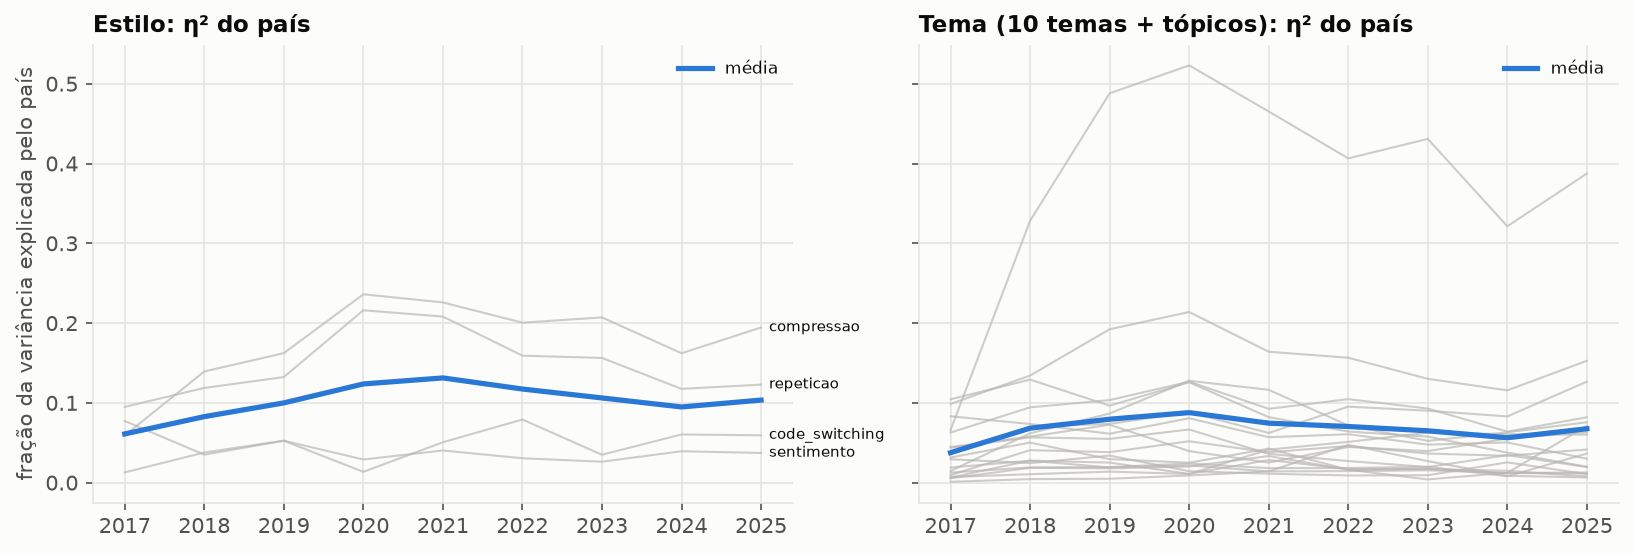 Estilo: η² do país
média
fração da variância explicada pelo país
0.5
0.4
0.3
0.2
0.1
0.0
compressao
repeticao
code_switching
sentimento
2017 2018 2019 2020 2021 2022 2023 2024 2025
Tema (10 temas + tópicos): η² do país
média
2017 2018 2019 2020 2021 2022 2023 2024 2025